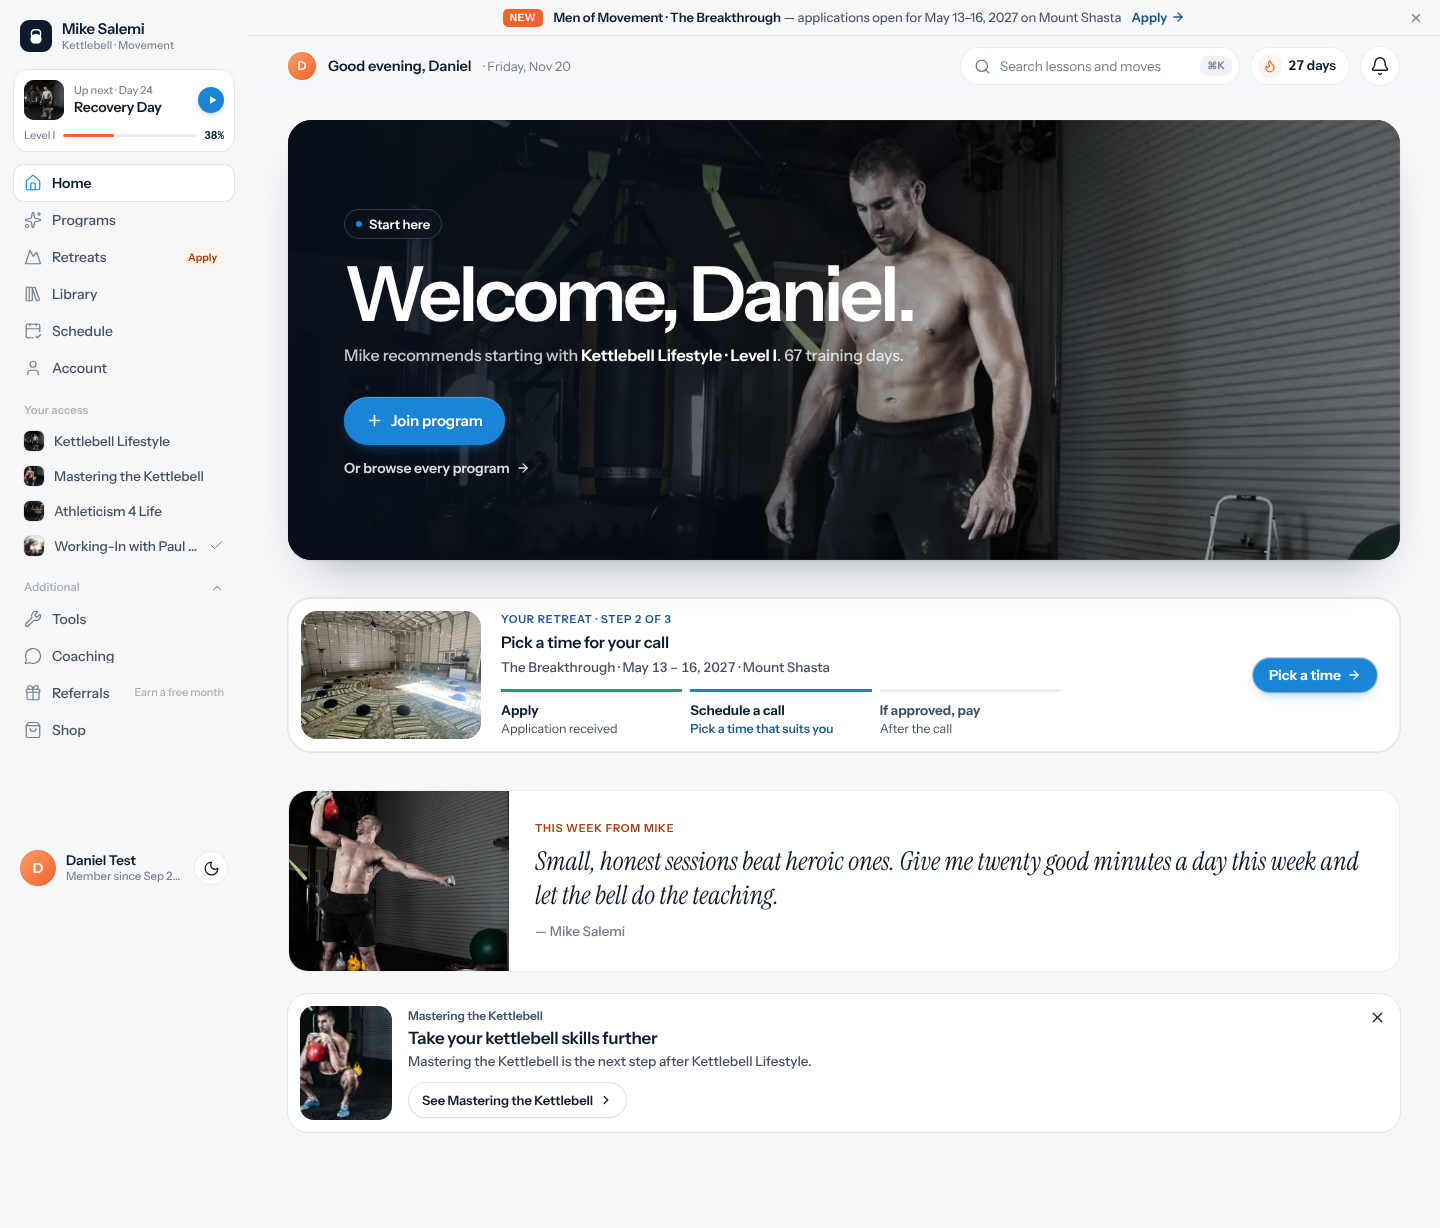 Mike Salemi
Kettlebell · Movement
Up next · Day 24
Recovery Day
Level I
38%
Home
Programs
Retreats
Apply
Library
Schedule
Account
Your access
Kettlebell Lifestyle
Mastering the Kettlebell
Athleticism 4 Life
Working-In with Paul ...
Additional
Tools
Coaching
Referrals
Earn a free month
Shop
D
Daniel Test
Member since Sep 2...
NEW Men of Movement · The Breakthrough — applications open for May 13–16, 2027 on Mount Shasta Apply →
D Good evening, Daniel · Friday, Nov 20
Search lessons and moves ⌘K
27 days
Start here
Welcome, Daniel.
Mike recommends starting with Kettlebell Lifestyle · Level I. 67 training days.
+ Join program
Or browse every program →
YOUR RETREAT · STEP 2 OF 3
Pick a time for your call
The Breakthrough · May 13 – 16, 2027 · Mount Shasta
Apply
Application received
Schedule a call
Pick a time that suits you
If approved, pay
After the call
Pick a time →
THIS WEEK FROM MIKE
Small, honest sessions beat heroic ones. Give me twenty good minutes a day this week and
let the bell do the teaching.
— Mike Salemi
Mastering the Kettlebell
Take your kettlebell skills further
Mastering the Kettlebell is the next step after Kettlebell Lifestyle.
See Mastering the Kettlebell